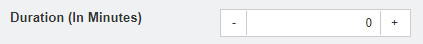 Duration (In Minutes) - 0 +